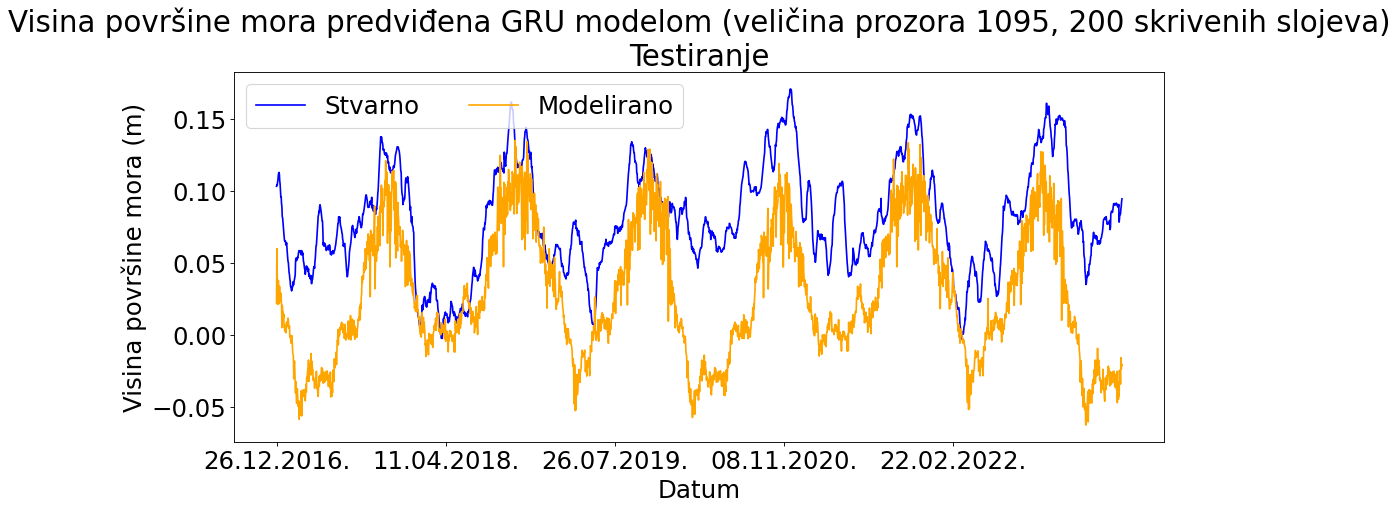 Visina površine mora predviđena GRU modelom (veličina prozora 1095, 200 skrivenih slojeva)
Testiranje
Stvarno Modelirano
Visina površine mora (m)
0.15
0.10
0.05
0.00
−0.05
26.12.2016. 11.04.2018. 26.07.2019. 08.11.2020. 22.02.2022.
Datum